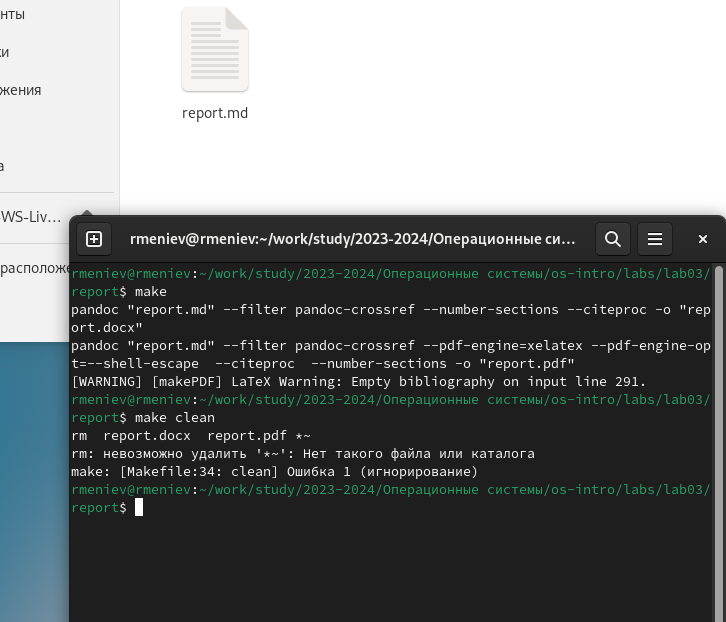 нты
ки
жения
а
-WS-Liv…
расположе
report.md
rmeniev@rmeniev:~/work/study/2023-2024/Операционные си...
rmeniev@rmeniev:~/work/study/2023-2024/Операционные системы/os-intro/labs/lab03/
report$ make
pandoc "report.md" --filter pandoc-crossref --number-sections --citeproc -o "rep
ort.docx"
pandoc "report.md" --filter pandoc-crossref --pdf-engine=xelatex --pdf-engine-op
t=--shell-escape  --citeproc  --number-sections -o "report.pdf"
[WARNING] [makePDF] LaTeX Warning: Empty bibliography on input line 291.
rmeniev@rmeniev:~/work/study/2023-2024/Операционные системы/os-intro/labs/lab03/
report$ make clean
rm  report.docx  report.pdf *~
rm: невозможно удалить '*~': Нет такого файла или каталога
make: [Makefile:34: clean] Ошибка 1 (игнорирование)
rmeniev@rmeniev:~/work/study/2023-2024/Операционные системы/os-intro/labs/lab03/
report$